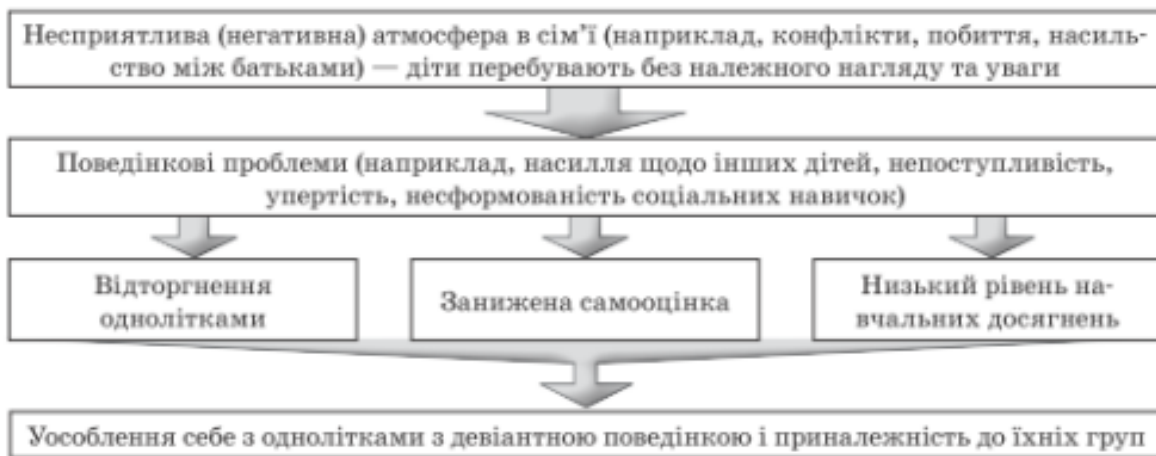 Несприятлива (негативна) атмосфера в сім’ї (наприклад, конфлікти, побиття, насиль-
ство між батьками) — діти перебувають без належного нагляду та уваги
Поведінкові проблеми (наприклад, насилля щодо інших дітей, непоступливість,
упертість, несформованість соціальних навичок)
Відторгнення
однолітками
Занижена самооцінка
Низький рівень на-
вчальних досягнень
Уособлення себе з однолітками з девіантною поведінкою і приналежність до їхніх груп